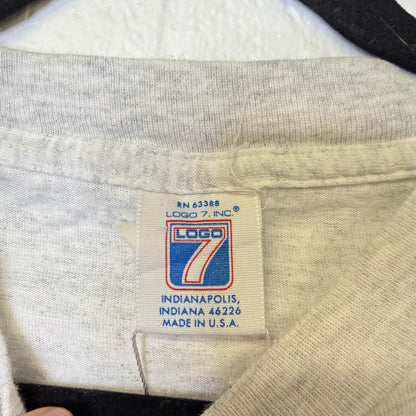 RN 63388
LOGO 7, INC.®
LOGO
7
INDIANAPOLIS,
INDIANA 46226
MADE IN U.S.A.